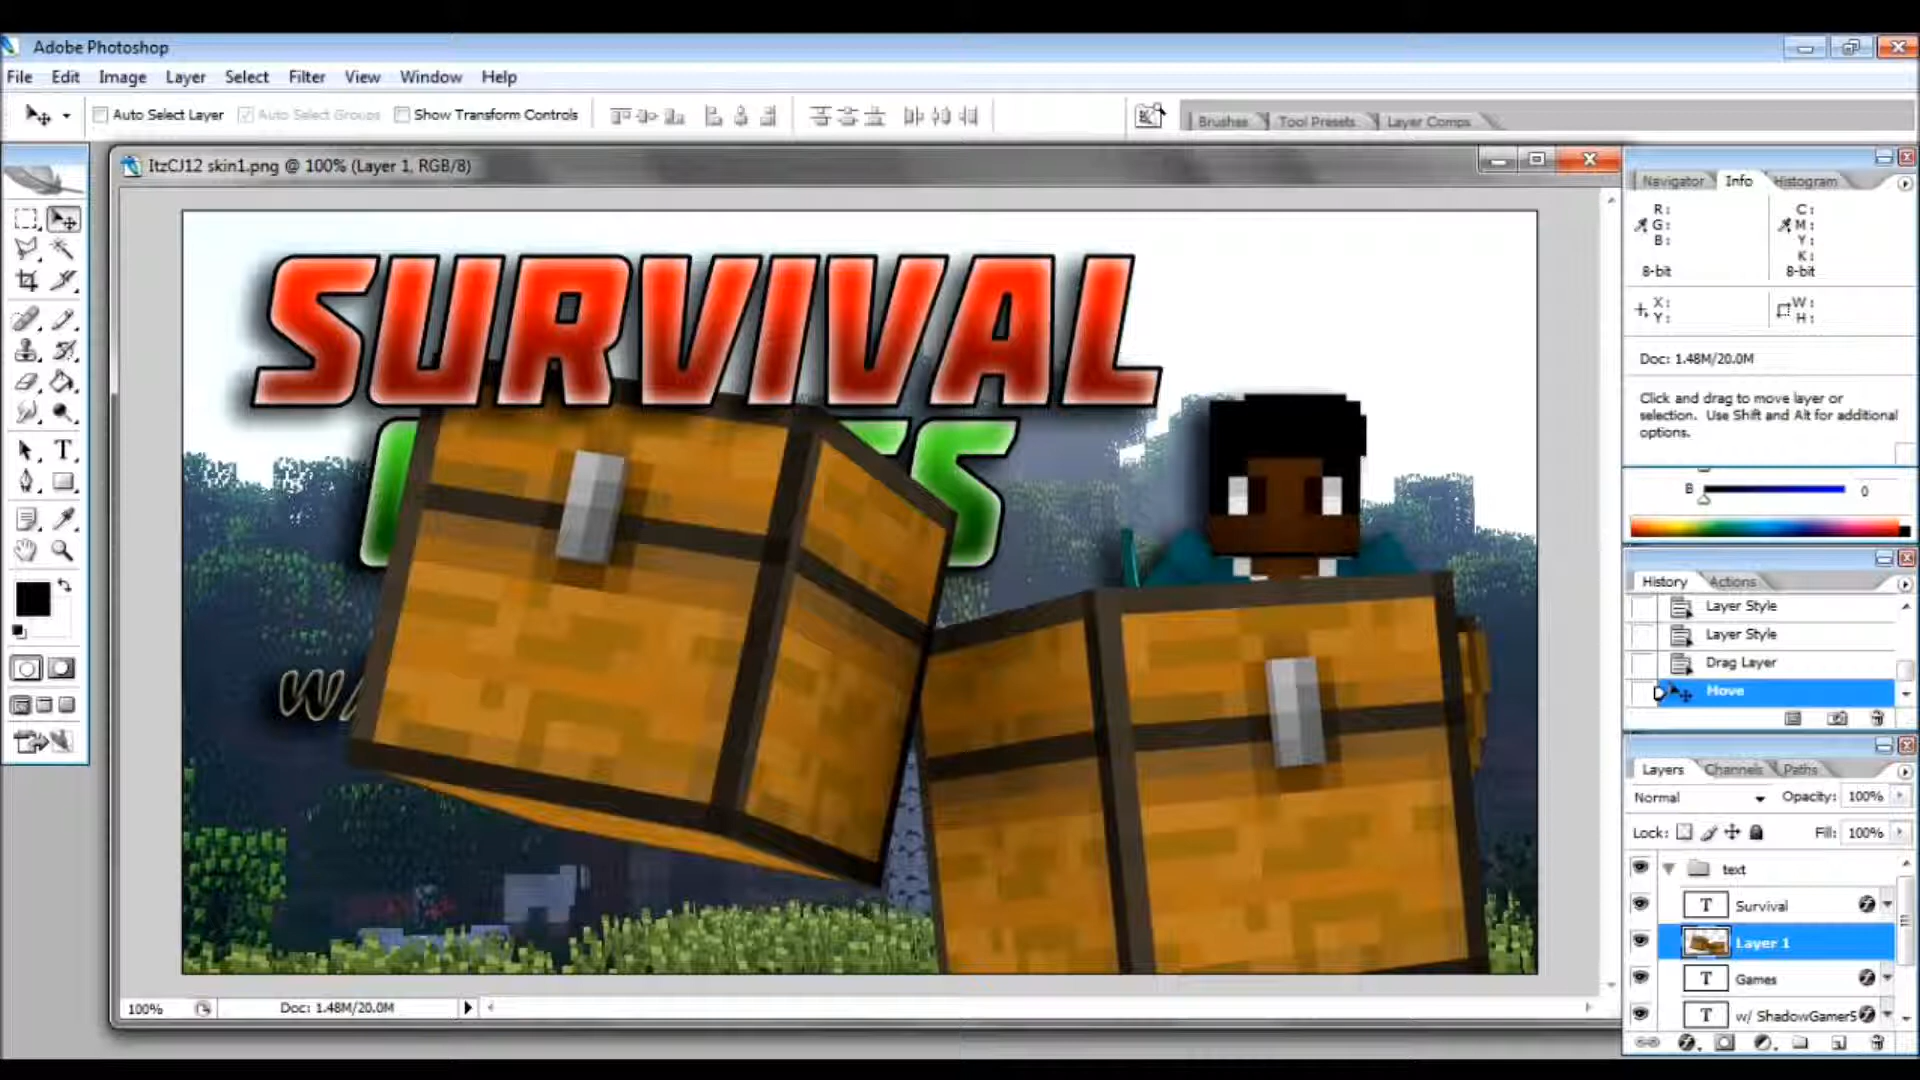 Adobe Photoshop
File Edit Image Layer Select Filter View Window Help
Auto Select Layer Auto Select Groups Show Transform Controls
Brushes Tool Presets Layer Comps
ItzCJ12 skin1.png @ 100% (Layer 1, RGB/8)
Navigator Info Histogram
R: C:
G: M:
B: Y:
K:
8-bit 8-bit
X: W:
Y: H:
Doc: 1.48M/20.0M
Click and drag to move layer or
selection. Use Shift and Alt for additional
options.
SURVIVAL
ES
w/
B 0
History Actions
Layer Style
Layer Style
Drag Layer
Move
Layers Channels Paths
Normal Opacity: 100%
Lock: Fill: 100%
text
T Survival
Layer 1
T Games
T w/ ShadowGamerS
100% Doc: 1.48M/20.0M